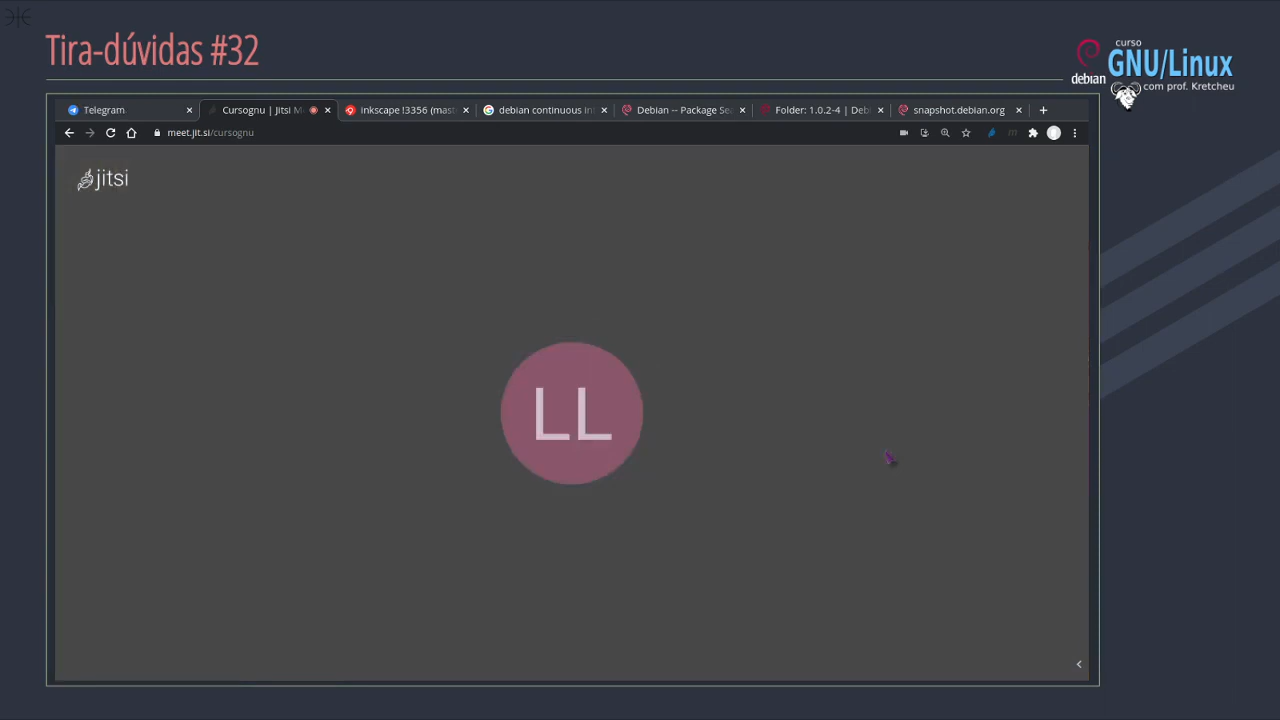 Tira-dúvidas #32
curso
GNU/Linux
debian
com prof. Kretcheu
Telegram
Cursognu | Jitsi M
inkscape !3356 (mast
debian continuous in
Debian -- Package Se
Folder: 1.0.2-4 | Deb
snapshot.debian.org
meet.jit.si/cursognu
jitsi
LL